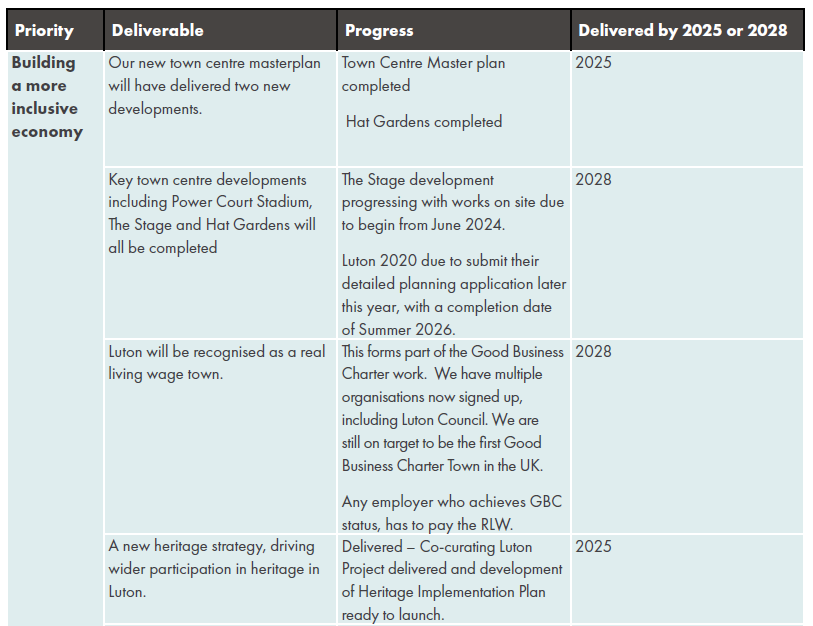 Priority Deliverable Progress Delivered by 2025 or 2028
Building
a more
inclusive
economy
Our new town centre masterplan
will have delivered two new
developments.
Town Centre Master plan
completed
Hat Gardens completed
2025
Key town centre developments
including Power Court Stadium,
The Stage and Hat Gardens will
all be completed
The Stage development
progressing with works on site due
to begin from June 2024.
Luton 2020 due to submit their
detailed planning application later
this year, with a completion date
of Summer 2026.
2028
Luton will be recognised as a real
living wage town.
This forms part of the Good Business
Charter work. We have multiple
organisations now signed up,
including Luton Council. We are
still on target to be the first Good
Business Charter Town in the UK.
Any employer who achieves GBC
status, has to pay the RLW.
2028
A new heritage strategy, driving
wider participation in heritage in
Luton.
Delivered – Co-curating Luton
Project delivered and development
of Heritage Implementation Plan
ready to launch.
2025